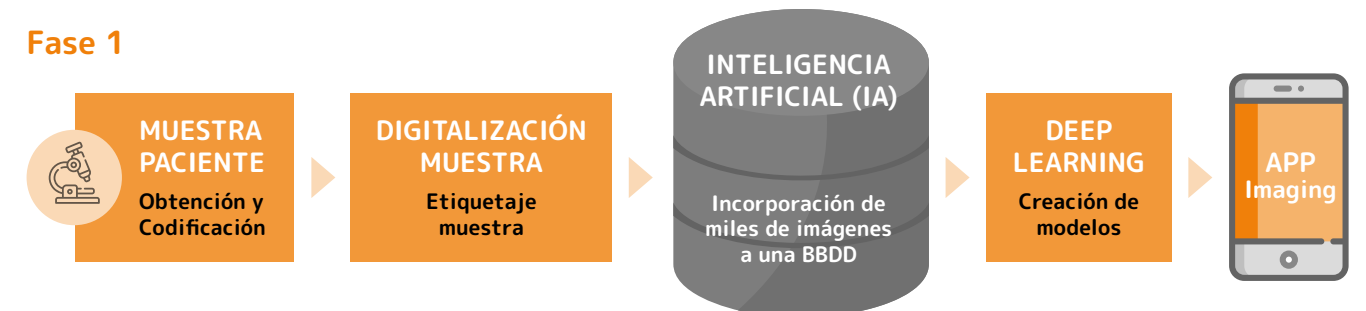 Fase 1
MUESTRA
PACIENTE
Obtención y
Codificación
DIGITALIZACIÓN
MUESTRA
Etiquetaje
muestra
INTELIGENCIA
ARTIFICIAL (IA)
Incorporación de
miles de imágenes
a una BBDD
DEEP
LEARNING
Creación de
modelos
APP
Imaging